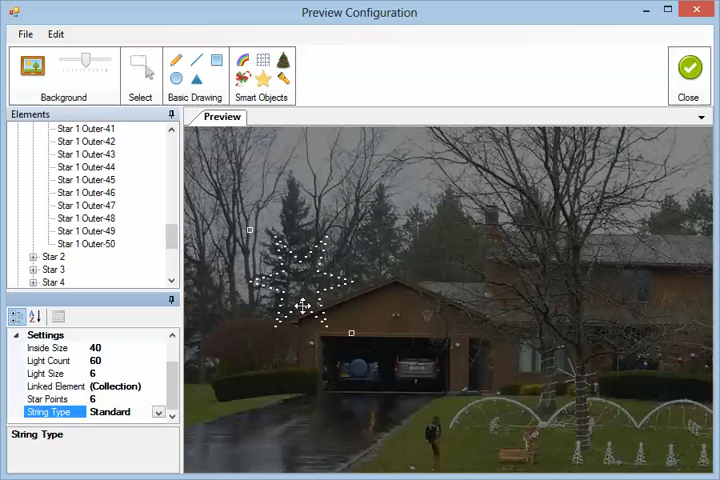 Preview Configuration
File Edit
Background Select Basic Drawing Smart Objects Close
Elements
Preview
Star 1 Outer-41
Star 1 Outer-42
Star 1 Outer-43
Star 1 Outer-44
Star 1 Outer-45
Star 1 Outer-46
Star 1 Outer-47
Star 1 Outer-48
Star 1 Outer-49
Star 1 Outer-50
Star 2
Star 3
Star 4
Settings
Inside Size 40
Light Count 60
Light Size 6
Linked Element (Collection)
Star Points 6
String Type Standard
String Type